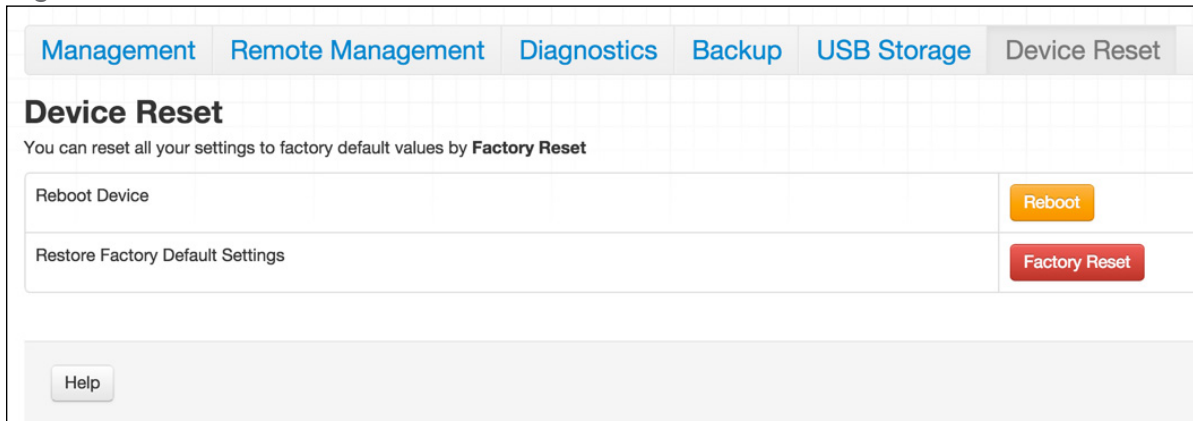 Management Remote Management Diagnostics Backup USB Storage Device Reset
Device Reset
You can reset all your settings to factory default values by Factory Reset
Reboot Device Reboot
Restore Factory Default Settings Factory Reset
Help